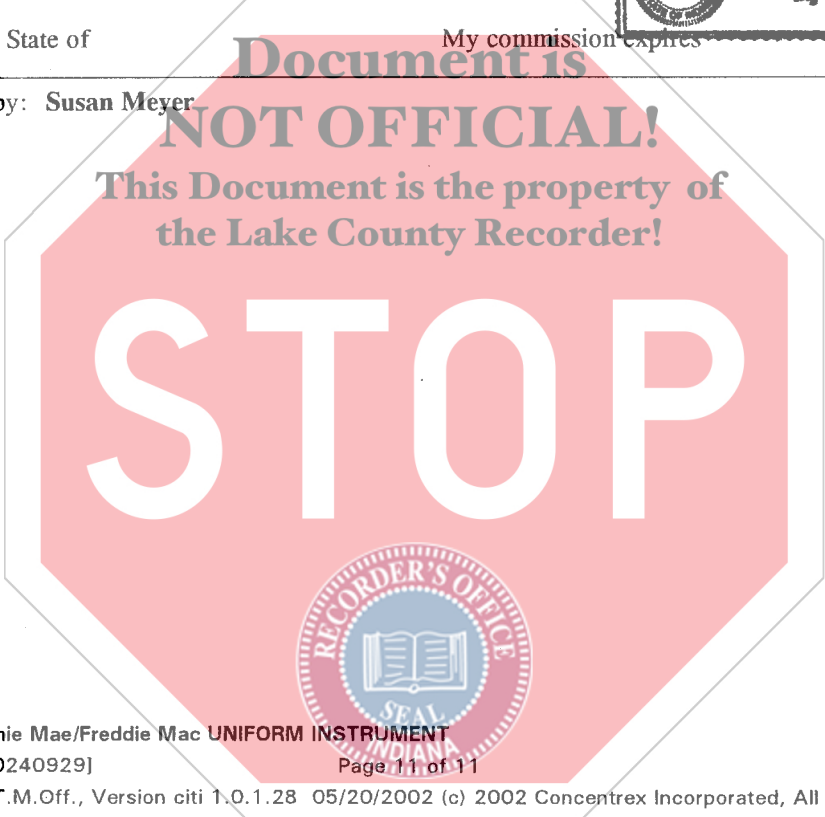 State of My commission expires
Document is
by: Susan Meyer
NOT OFFICIAL!
This Document is the property of
the Lake County Recorder!
STOP
RECORDER'S OFFICE
SEAL
INDIANA
nie Mae/Freddie Mac UNIFORM INSTRUMENT
0240929] Page 11 of 11
T.M.Off., Version citi 1.0.1.28 05/20/2002 (c) 2002 Concentrex Incorporated, All